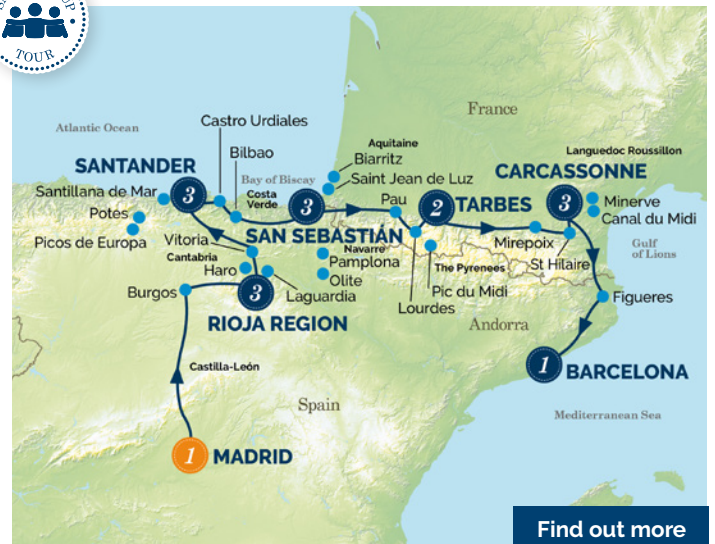 TOUR
France
Atlantic Ocean
Castro Urdiales
Bilbao
Aquitaine
Biarritz
Languedoc Roussillon
SANTANDER
3
Bay of Biscay
Saint Jean de Luz
CARCASSONNE
3
Santillana de Mar
Costa
Verde
3
Pau
2
TARBES
Minerve
Canal du Midi
Potes
Picos de Europa
Vitoria
SAN SEBASTIÁN
Mirepoix
St Hilaire
Gulf
of Lions
Cantabria
Haro
Navarre
Pamplona
Olite
The Pyrenees
Pic du Midi
Lourdes
Burgos
3
Laguardia
RIOJA REGION
Andorra
Figueres
Castilla-León
1
BARCELONA
Spain
Mediterranean Sea
1
MADRID
Find out more